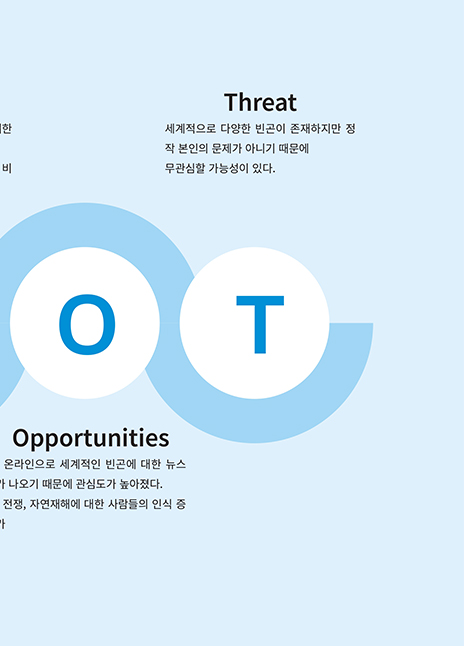 Threat
한
세계적으로 다양한 빈곤이 존재하지만 정
작 본인의 문제가 아니기 때문에
비
무관심할 가능성이 있다.
O T
Opportunities
온라인으로 세계적인 빈곤에 대한 뉴스
가 나오기 때문에 관심도가 높아졌다.
전쟁, 자연재해에 대한 사람들의 인식 증
가